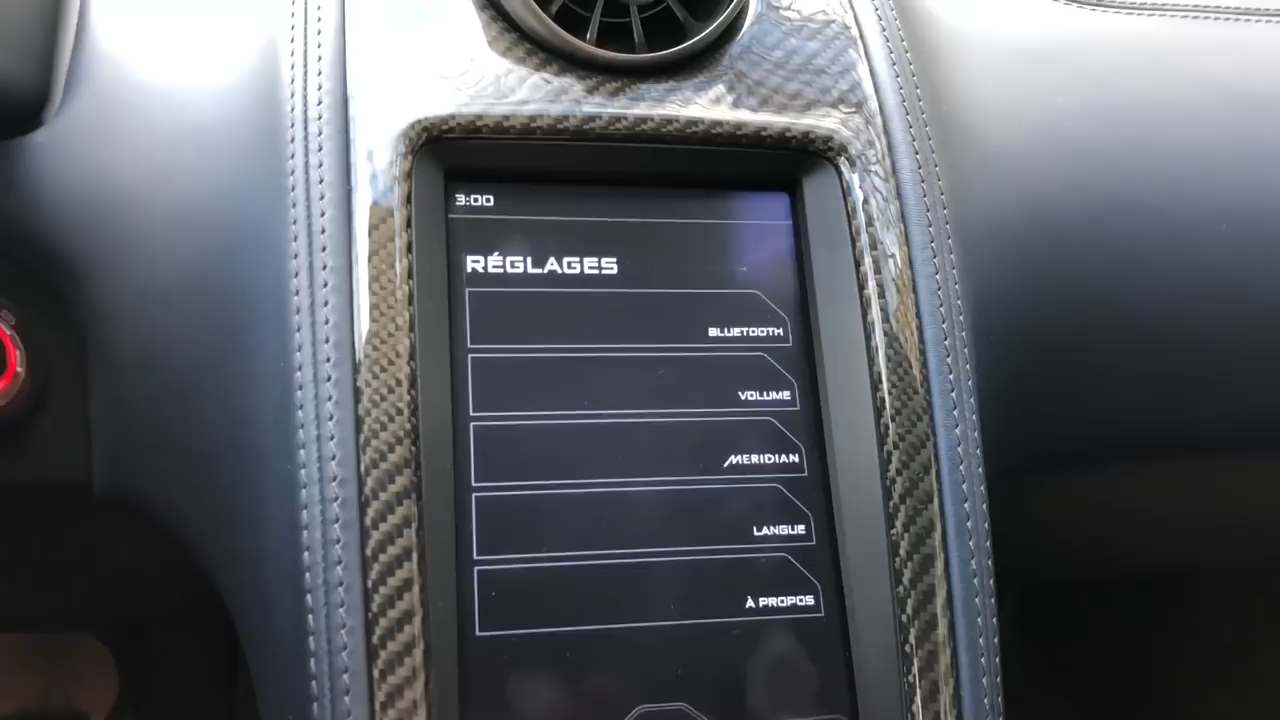 3:00
RÉGLAGES
BLUETOOTH
VOLUME
MERIDIAN
LANGUE
À PROPOS